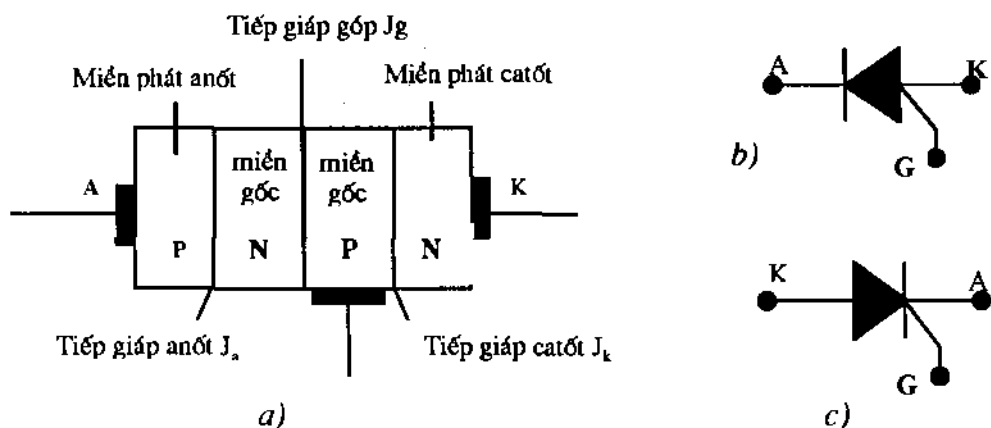 Tiếp giáp góp Jg
Miền phát anốt
Miền phát catốt
A
miền
gốc
miền
gốc
K
P
N
P
N
Tiếp giáp anốt Jₐ
Tiếp giáp catốt Jₖ
a)
A
K
b)
G
K
A
G
c)